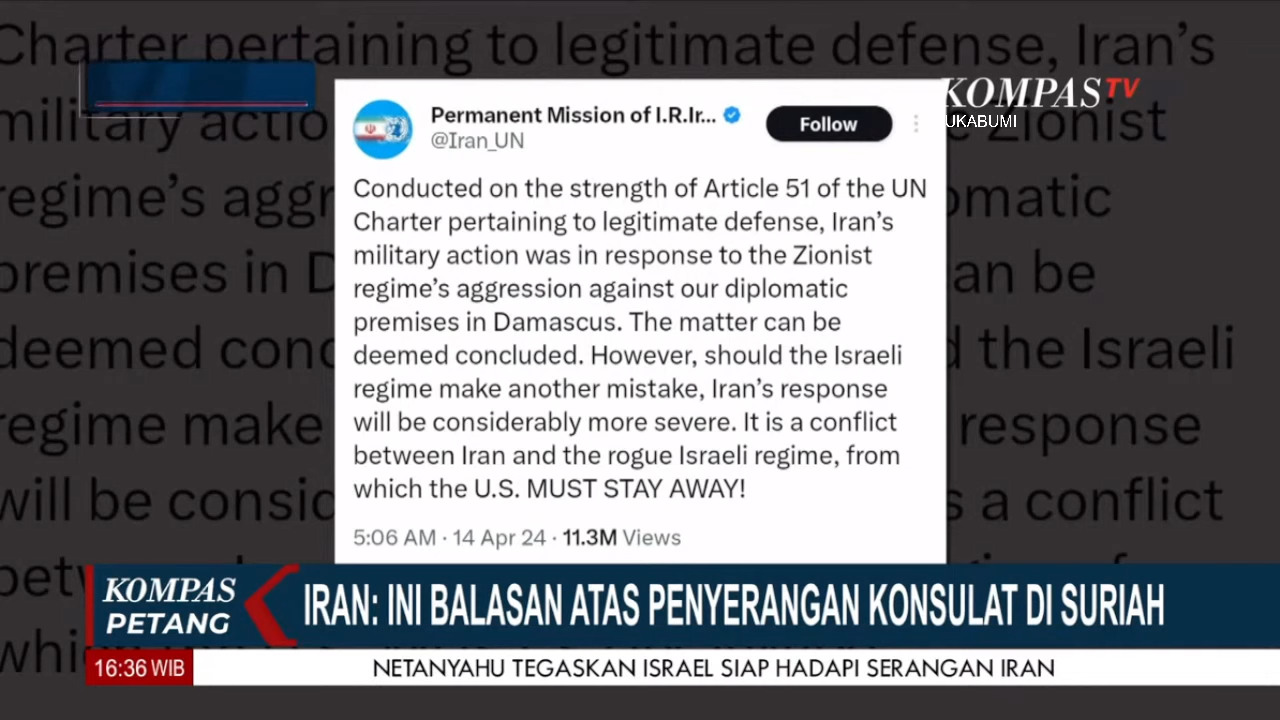 KOMPAS TV
UKABUMI
Permanent Mission of I.R.Ir...
@Iran_UN
Follow
Conducted on the strength of Article 51 of the UN
Charter pertaining to legitimate defense, Iran's
military action was in response to the Zionist
regime's aggression against our diplomatic
premises in Damascus. The matter can be
deemed concluded. However, should the Israeli
regime make another mistake, Iran's response
will be considerably more severe. It is a conflict
between Iran and the rogue Israeli regime, from
which the U.S. MUST STAY AWAY!
5:06 AM · 14 Apr 24 · 11.3M Views
KOMPAS
PETANG
IRAN: INI BALASAN ATAS PENYERANGAN KONSULAT DI SURIAH
16:36 WIB
NETANYAHU TEGASKAN ISRAEL SIAP HADAPI SERANGAN IRAN